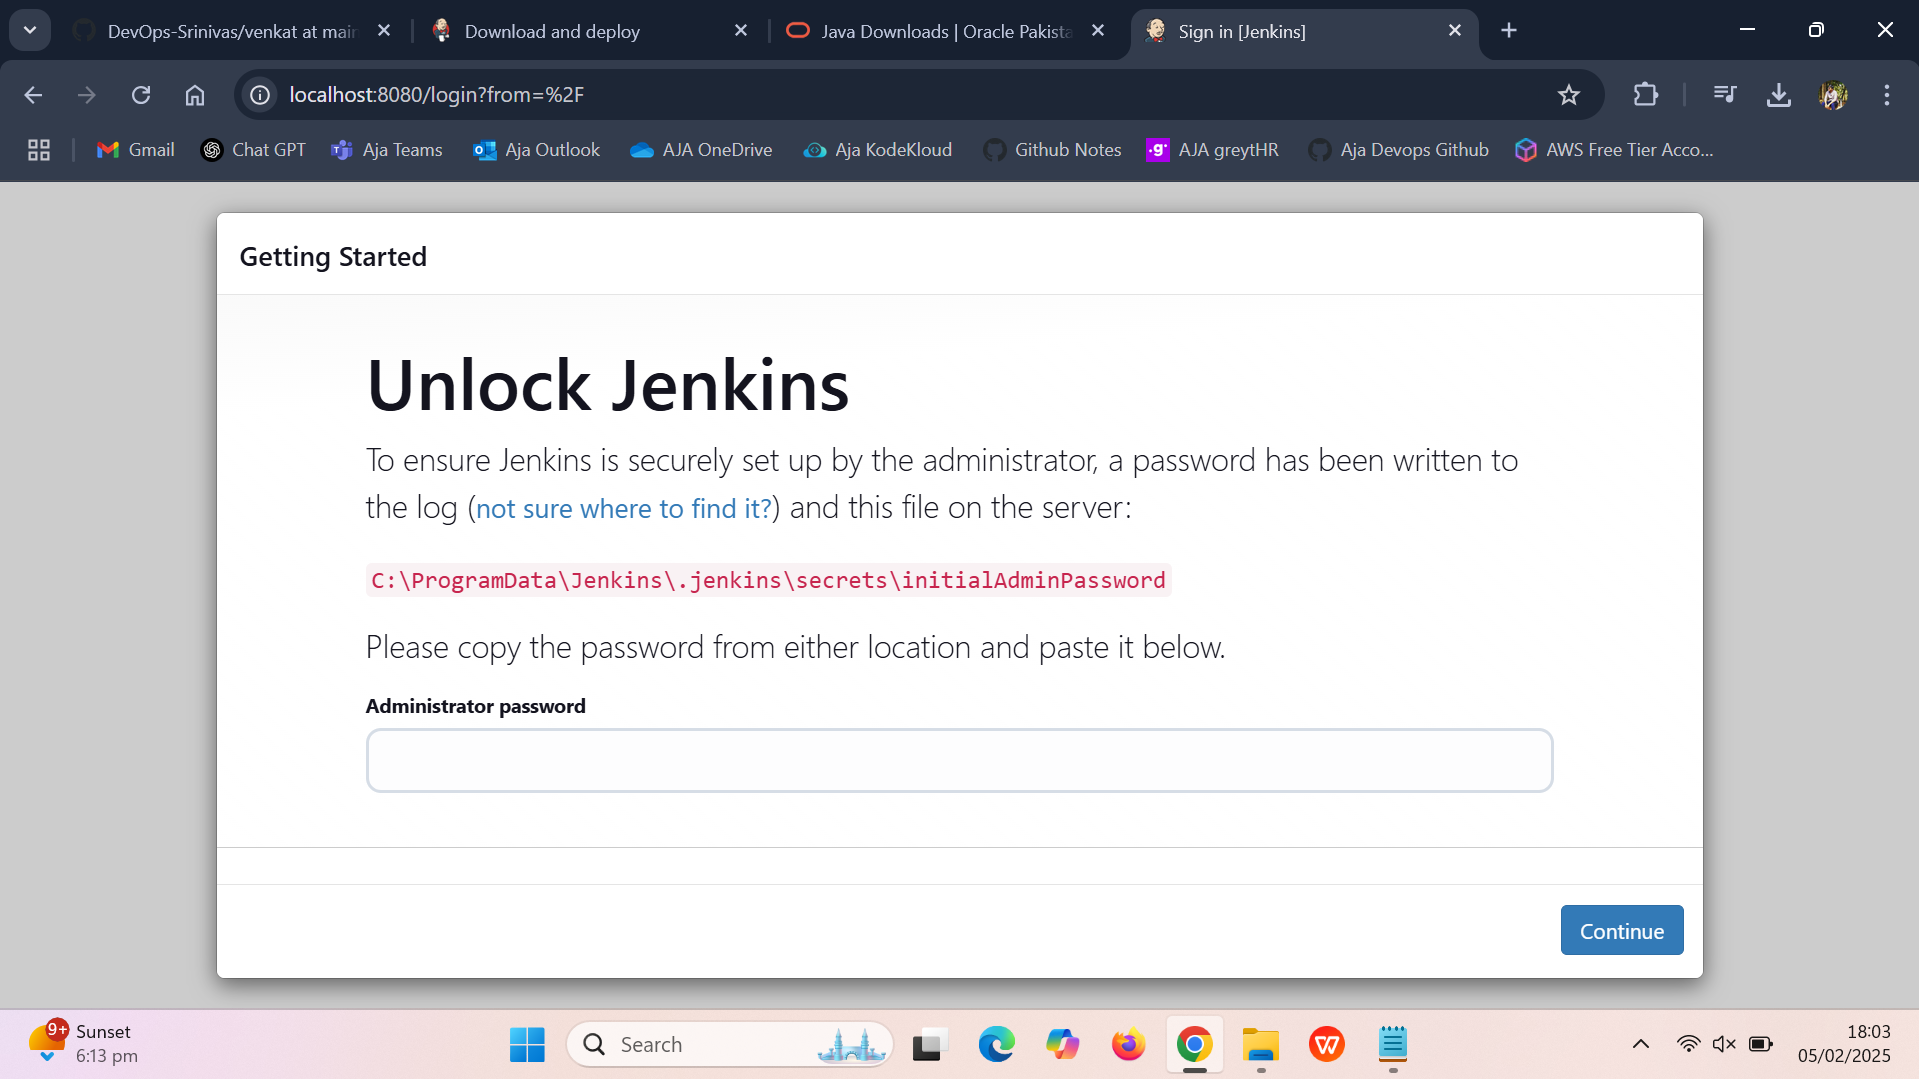 DevOps-Srinivas/venkat at main
Download and deploy
Java Downloads | Oracle Pakista
Sign in [Jenkins]
localhost:8080/login?from=%2F
Gmail
Chat GPT
Aja Teams
Aja Outlook
AJA OneDrive
Aja KodeKloud
Github Notes
.g'
AJA greytHR
Aja Devops Github
AWS Free Tier Acco...
Getting Started
Unlock Jenkins
To ensure Jenkins is securely set up by the administrator, a password has been written to
the log (not sure where to find it?) and this file on the server:
C:\ProgramData\Jenkins\.jenkins\secrets\initialAdminPassword
Please copy the password from either location and paste it below.
Administrator password
Continue
9+
Sunset
6:13 pm
Search
18:03
05/02/2025